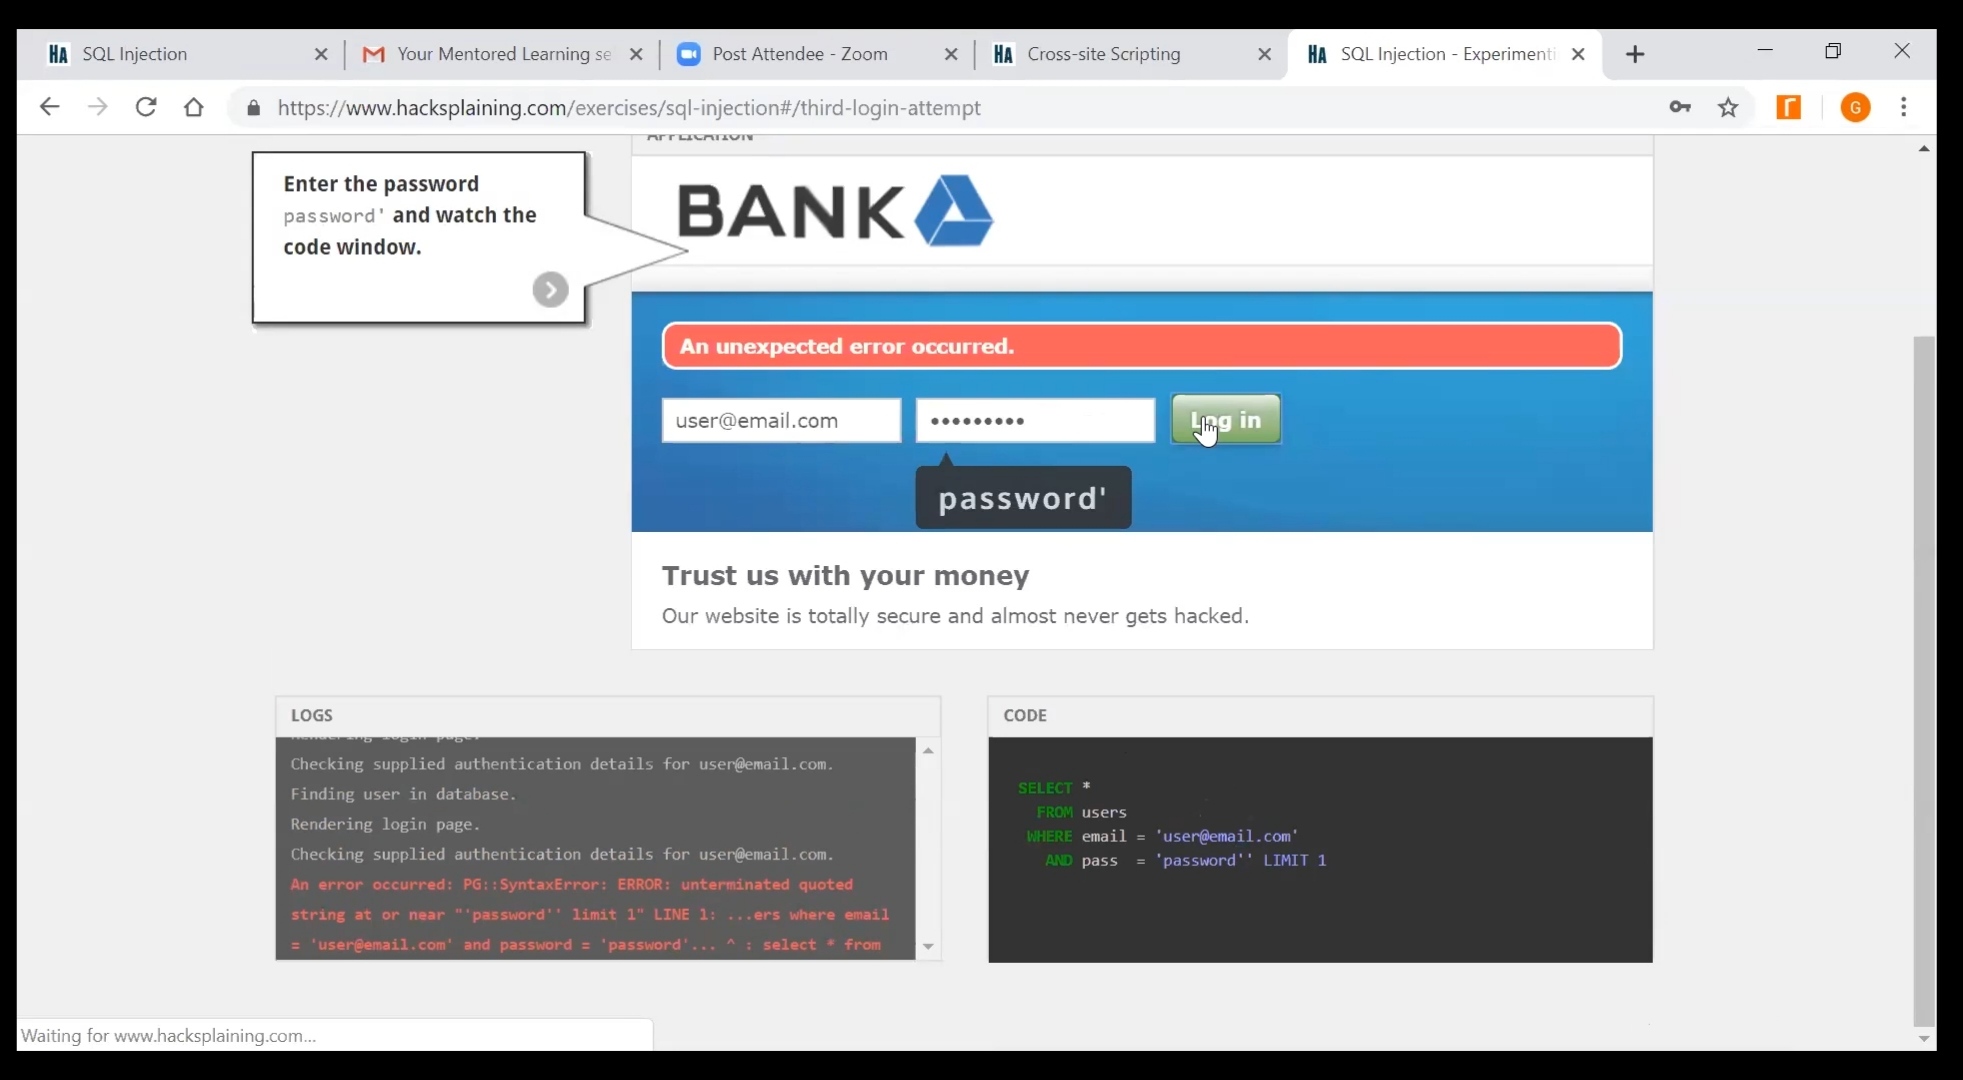 HA SQL Injection
Your Mentored Learning se
Post Attendee - Zoom
HA Cross-site Scripting
HA SQL Injection - Experimenti
https://www.hacksplaining.com/exercises/sql-injection#/third-login-attempt
G
APPLICATION
Enter the password
password' and watch the
code window.
BANK
An unexpected error occurred.
user@email.com
•••••••••
Log in
password'
Trust us with your money
Our website is totally secure and almost never gets hacked.
LOGS
Rendering login page.
Checking supplied authentication details for user@email.com.
Finding user in database.
Rendering login page.
Checking supplied authentication details for user@email.com.
An error occurred: PG::SyntaxError: ERROR: unterminated quoted
string at or near "'password'' limit 1" LINE 1: ...ers where email
= 'user@email.com' and password = 'password'... ^ : select * from
CODE
SELECT *
FROM users
WHERE email = 'user@email.com'
AND pass = 'password'' LIMIT 1
Waiting for www.hacksplaining.com...